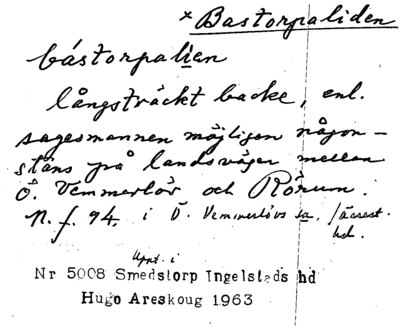 × Bastorpaliden
båstorpalien
långsträckt backe, enl.
sagesmannen möjligen någon-
stans på landsvägen mellan
Ö. Vemmerlöv och Rörum.
N. f. 94. i Ö. Vemmerlövs sn,
hd.
Uppt. i
Nr 5008 Smedstorp Ingelstads hd
Hugo Areskoug 1963